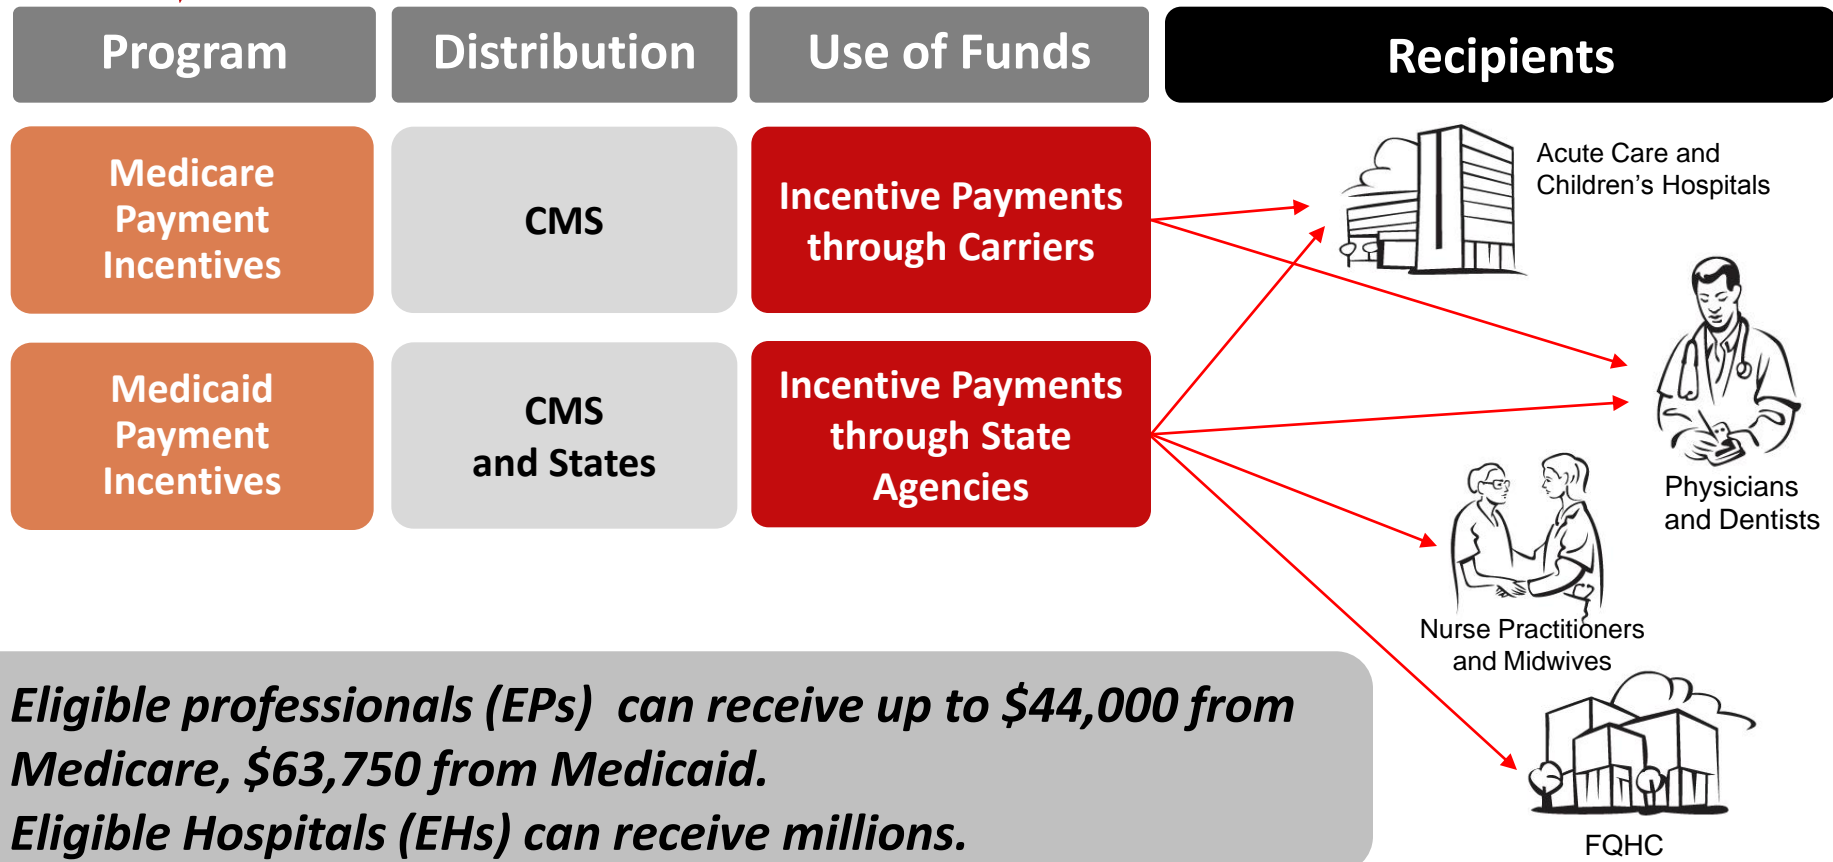 Program
Distribution
Use of Funds
Recipients
Medicare
Payment
Incentives
CMS
Incentive Payments
through Carriers
Acute Care and
Children's Hospitals
Medicaid
Payment
Incentives
CMS
and States
Incentive Payments
through State
Agencies
Physicians
and Dentists
Nurse Practitioners
and Midwives
FQHC
Eligible professionals (EPs)  can receive up to $44,000 from
Medicare, $63,750 from Medicaid.
Eligible Hospitals (EHs) can receive millions.